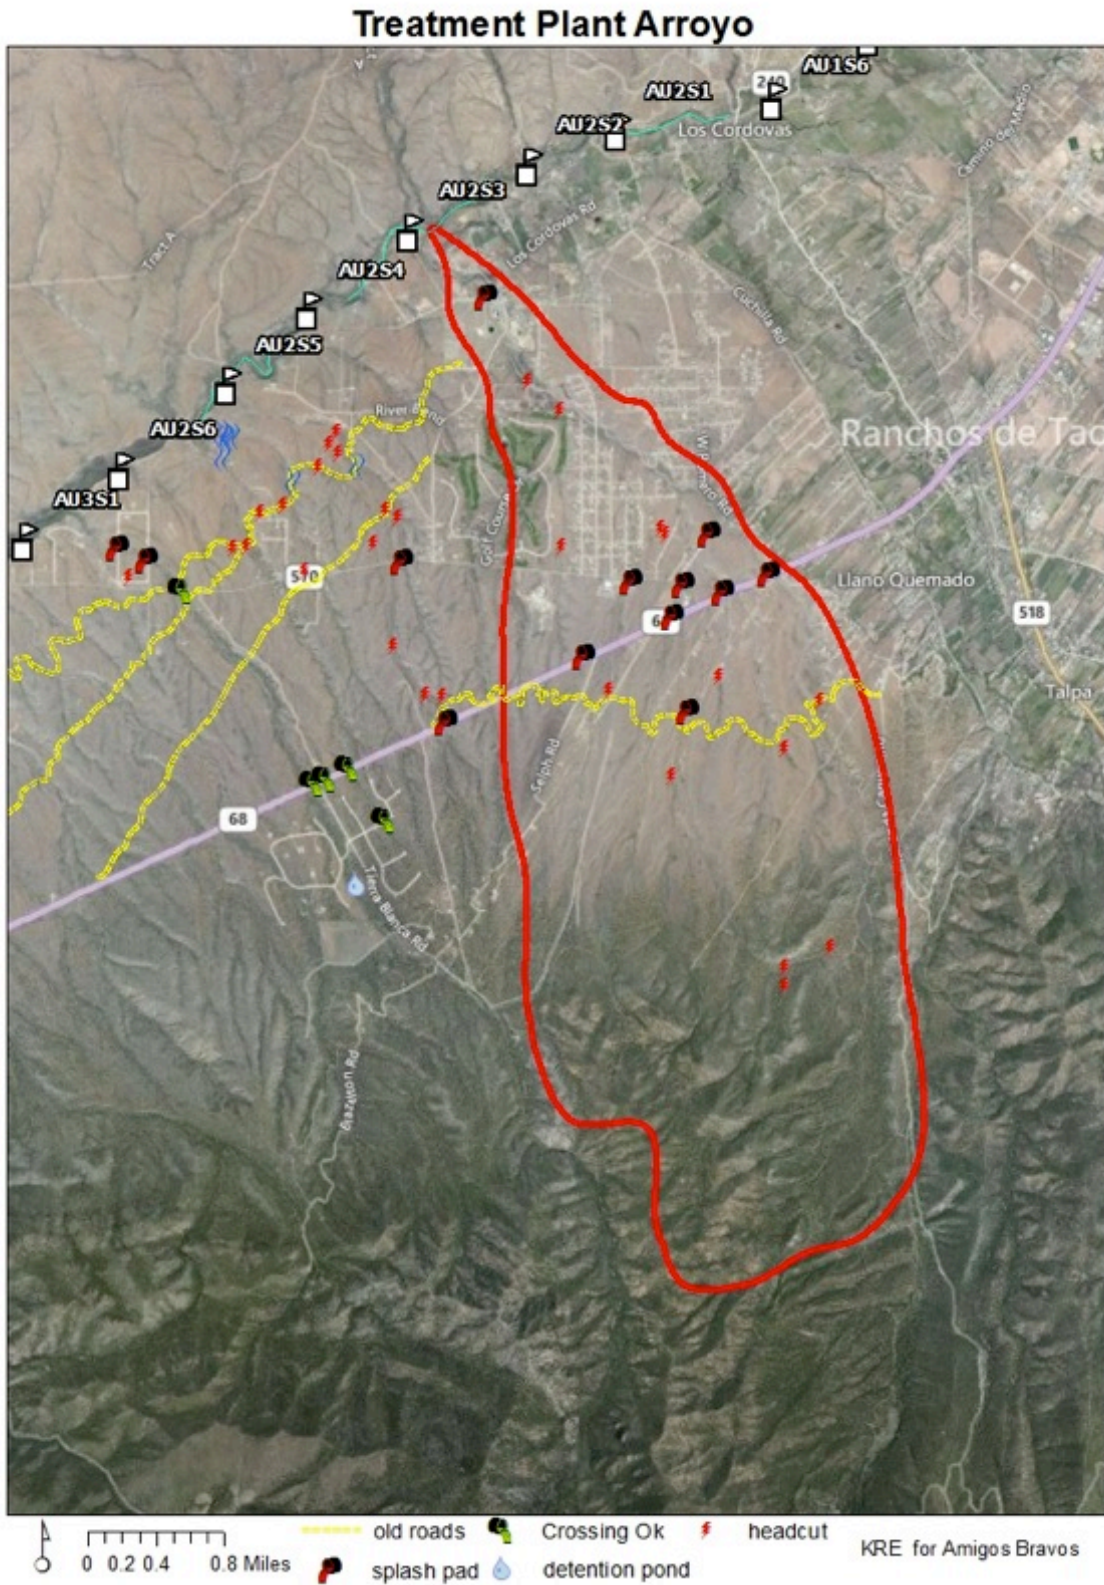 Treatment Plant Arroyo
AU1S6
240
AU2S1
AU2S2
Los Cordovas
Camino de Medio
AU2S3
Los Cordovas Rd
Tract A
AU2S4
Cuchilla Rd
AU2S5
River Bend
AU2S6
Ranchos de Tao
AU3S1
Golf Course
570
Llano Quemado
518
68
Talpa
Selph Rd
68
Tierra Blanca Rd
Stazjion Rd
old roads
Crossing Ok
headcut
0 0.2 0.4 0.8 Miles
KRE for Amigos Bravos
splash pad
detention pond